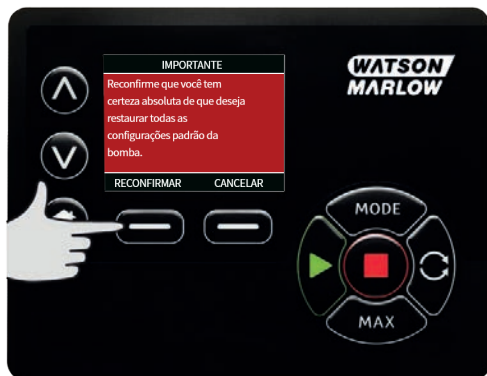 IMPORTANTE
WATSON
MARLOW
Reconfirme que você tem
certeza absoluta de que deseja
restaurar todas as
configurações padrão da
bomba.
RECONFIRMAR CANCELAR
MODE
MAX